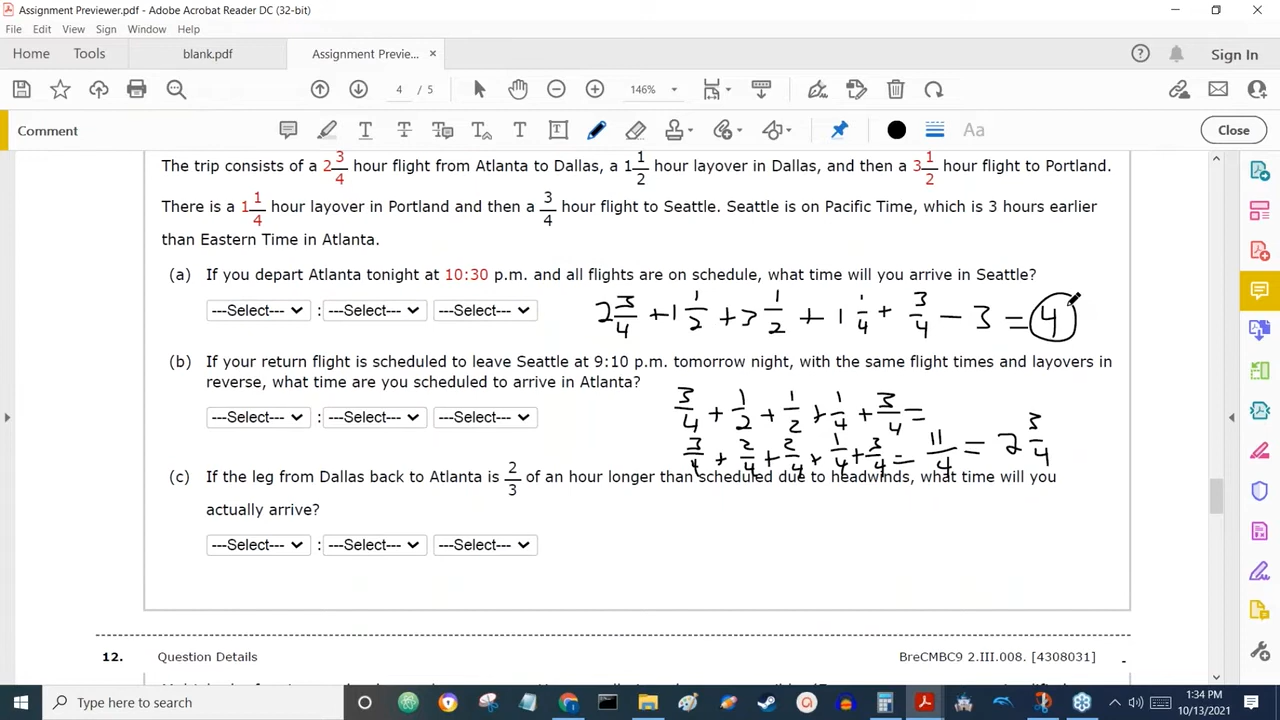 Assignment Previewer.pdf - Adobe Acrobat Reader DC (32-bit)
File Edit View Sign Window Help
Home Tools blank.pdf Assignment Previe... × Sign In
4 / 5 146%
Comment Close
The trip consists of a 2 3/4 hour flight from Atlanta to Dallas, a 1 1/2 hour layover in Dallas, and then a 3 1/2 hour flight to Portland.
There is a 1 1/4 hour layover in Portland and then a 3/4 hour flight to Seattle. Seattle is on Pacific Time, which is 3 hours earlier
than Eastern Time in Atlanta.
(a) If you depart Atlanta tonight at 10:30 p.m. and all flights are on schedule, what time will you arrive in Seattle?
---Select--- : ---Select--- ---Select---
2 3/4 + 1 1/2 + 3 1/2 + 1 1/4 + 3/4 - 3 = 4
(b) If your return flight is scheduled to leave Seattle at 9:10 p.m. tomorrow night, with the same flight times and layovers in
reverse, what time are you scheduled to arrive in Atlanta?
3/4 + 1/2 + 1/2 + 1/4 + 3/4 =
---Select--- : ---Select--- ---Select---
3/4 + 2/4 + 2/4 + 1/4 + 3/4 = 11/4 = 2 3/4
(c) If the leg from Dallas back to Atlanta is 2/3 of an hour longer than scheduled due to headwinds, what time will you
actually arrive?
---Select--- : ---Select--- ---Select---
12. Question Details BreCMBC9 2.III.008. [4308031] -
Type here to search
1:34 PM
10/13/2021